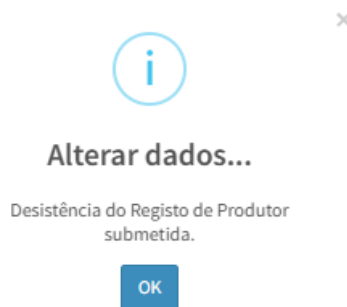 Alterar dados...
Desistência do Registo de Produtor
submetida.
OK